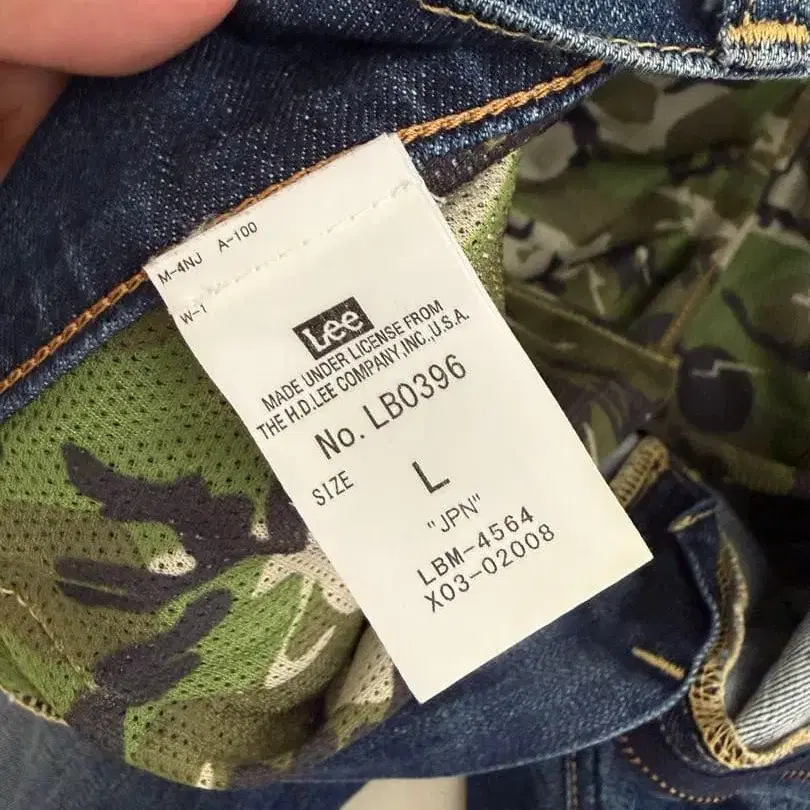 M-4NJ A-100
W-1
Lee
MADE UNDER LICENSE FROM
THE H.D.LEE COMPANY,INC.,U.S.A.
No. LB0396
SIZE L
"JPN"
LBM-4564
X03-02008